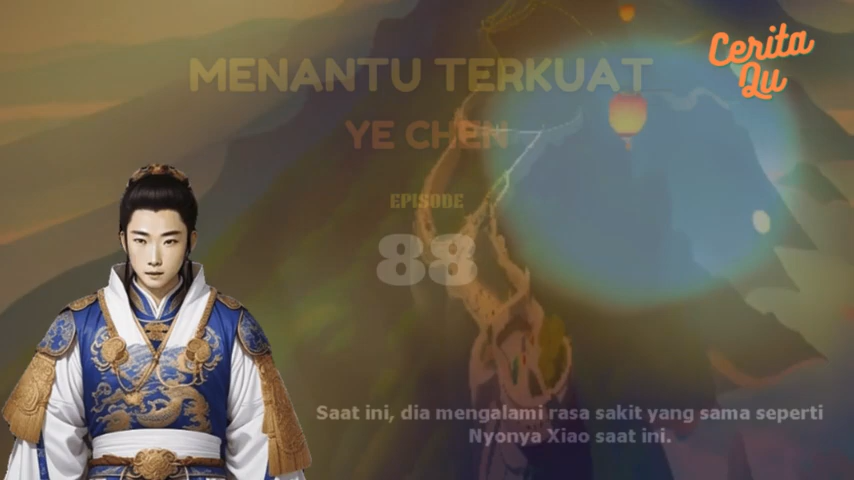 Cerita
Qu
MENANTU TERKUAT
YE CHEN
EPISODE
88
Saat ini, dia mengalami rasa sakit yang sama seperti
Nyonya Xiao saat ini.